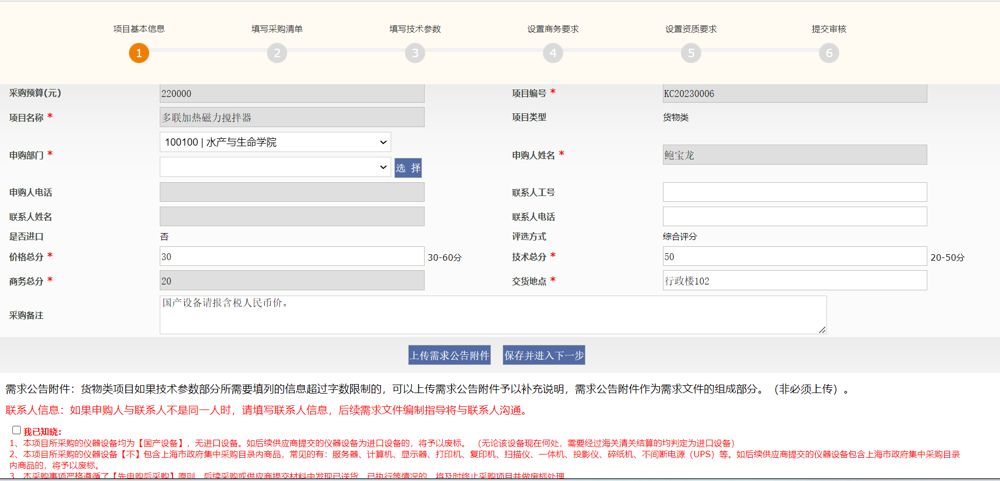 项目基本信息 填写采购清单 填写技术参数 设置商务要求 设置资质要求 提交审核
1 2 3 4 5 6
采购预算(元) 220000 项目编号 * KC20230006
项目名称 * 多联加热磁力搅拌器 项目类型 货物类
100100 | 水产与生命学院
申购部门 * 申购人姓名 * 鲍宝龙
选 择
申购人电话 联系人工号
联系人姓名 联系人电话
是否进口 否 评选方式 综合评分
价格总分 * 30 30-60分 技术总分 * 50 20-50分
商务总分 * 20 交货地点 * 行政楼102
国产设备请报含税人民币价。
采购备注
上传需求公告附件 保存并进入下一步
需求公告附件：货物类项目如果技术参数部分所需要填列的信息超过字数限制的，可以上传需求公告附件予以补充说明，需求公告附件作为需求文件的组成部分。（非必须上传）。
联系人信息：如果申购人与联系人不是同一人时，请填写联系人信息，后续需求文件编制指导将与联系人沟通。
我已知晓：
1、本项目所采购的仪器设备均为【国产设备】，无进口设备。如后续供应商提交的仪器设备为进口设备的，将予以废标。（无论该设备现在何处，需要经过海关清关结算的均判定为进口设备）
2、本项目所采购的仪器设备【不】包含上海市政府集中采购目录内商品，常见的有：服务器、计算机、显示器、打印机、复印机、扫描仪、一体机、投影仪、碎纸机、不间断电源（UPS）等。如后续供应商提交的仪器设备包含上海市政府集中采购目录
内商品的，将予以废标。
3、本采购事项严格遵循了【先申购后采购】原则，后续采购或供应商提交材料中发现已送货、已执行等情况的，将及时终止采购项目并做废标处理